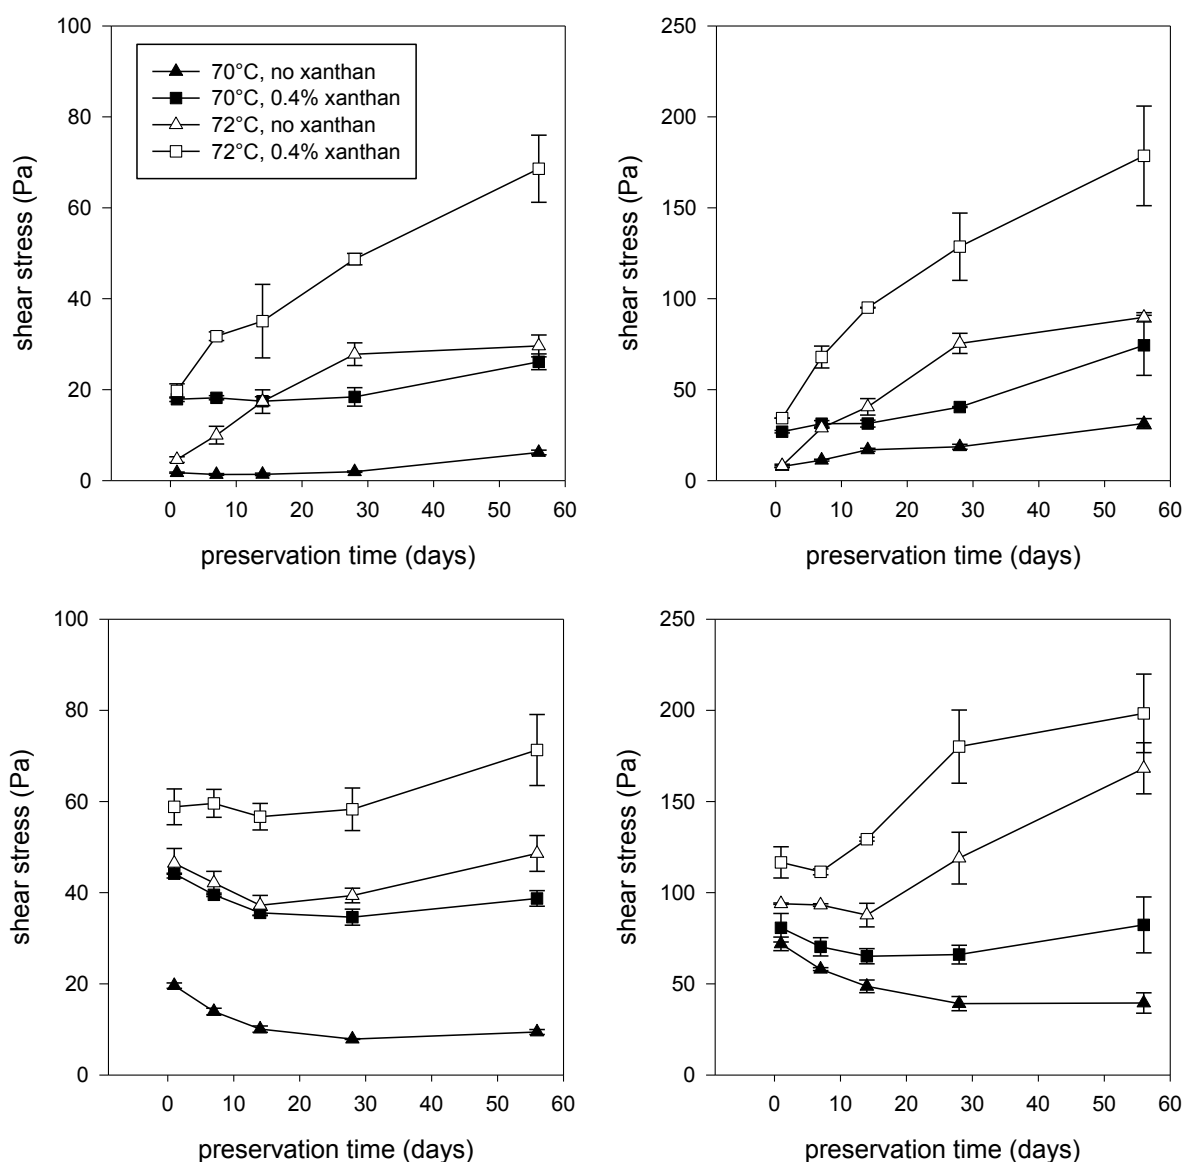 100
80
60
40
20
0
shear stress (Pa)
70°C, no xanthan
70°C, 0.4% xanthan
72°C, no xanthan
72°C, 0.4% xanthan
0 10 20 30 40 50 60
preservation time (days)
250
200
150
100
50
0
shear stress (Pa)
0 10 20 30 40 50 60
preservation time (days)
100
80
60
40
20
0
shear stress (Pa)
0 10 20 30 40 50 60
preservation time (days)
250
200
150
100
50
0
shear stress (Pa)
0 10 20 30 40 50 60
preservation time (days)